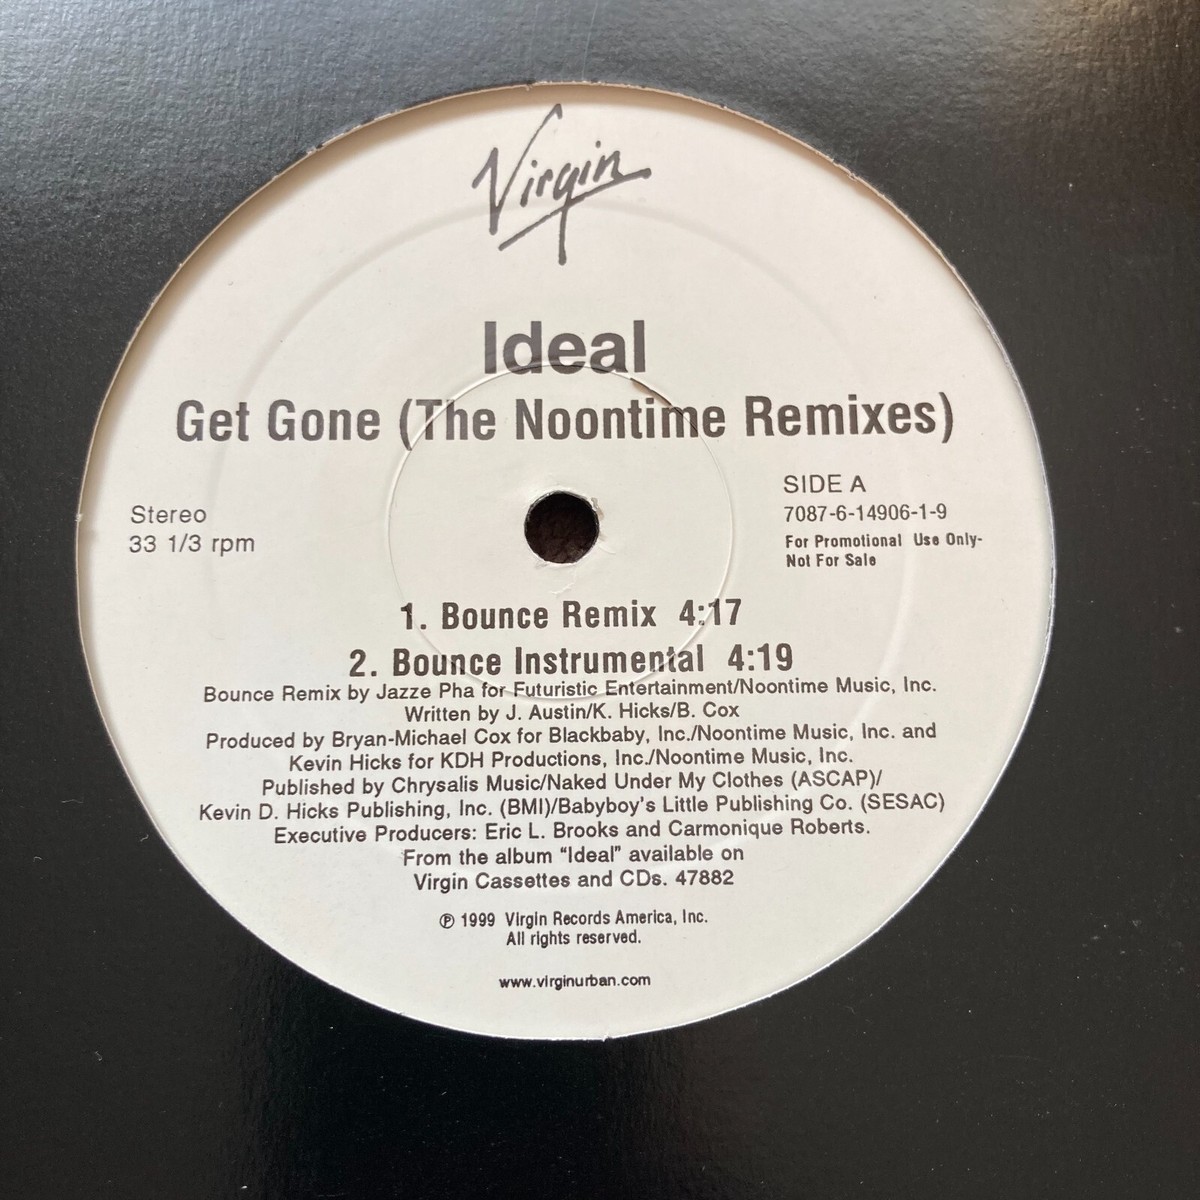 Virgin
Ideal
Get Gone (The Noontime Remixes)
Stereo
33 1/3 rpm
SIDE A
7087-6-14906-1-9
For Promotional Use Only-
Not For Sale
1. Bounce Remix 4:17
2. Bounce Instrumental 4:19
Bounce Remix by Jazze Pha for Futuristic Entertainment/Noontime Music, Inc.
Written by J. Austin/K. Hicks/B. Cox
Produced by Bryan-Michael Cox for Blackbaby, Inc./Noontime Music, Inc. and
Kevin Hicks for KDH Productions, Inc./Noontime Music, Inc.
Published by Chrysalis Music/Naked Under My Clothes (ASCAP)/
Kevin D. Hicks Publishing, Inc. (BMI)/Babyboy's Little Publishing Co. (SESAC)
Executive Producers: Eric L. Brooks and Carmonique Roberts.
From the album "Ideal" available on
Virgin Cassettes and CDs. 47882
℗ 1999 Virgin Records America, Inc.
All rights reserved.
www.virginurban.com